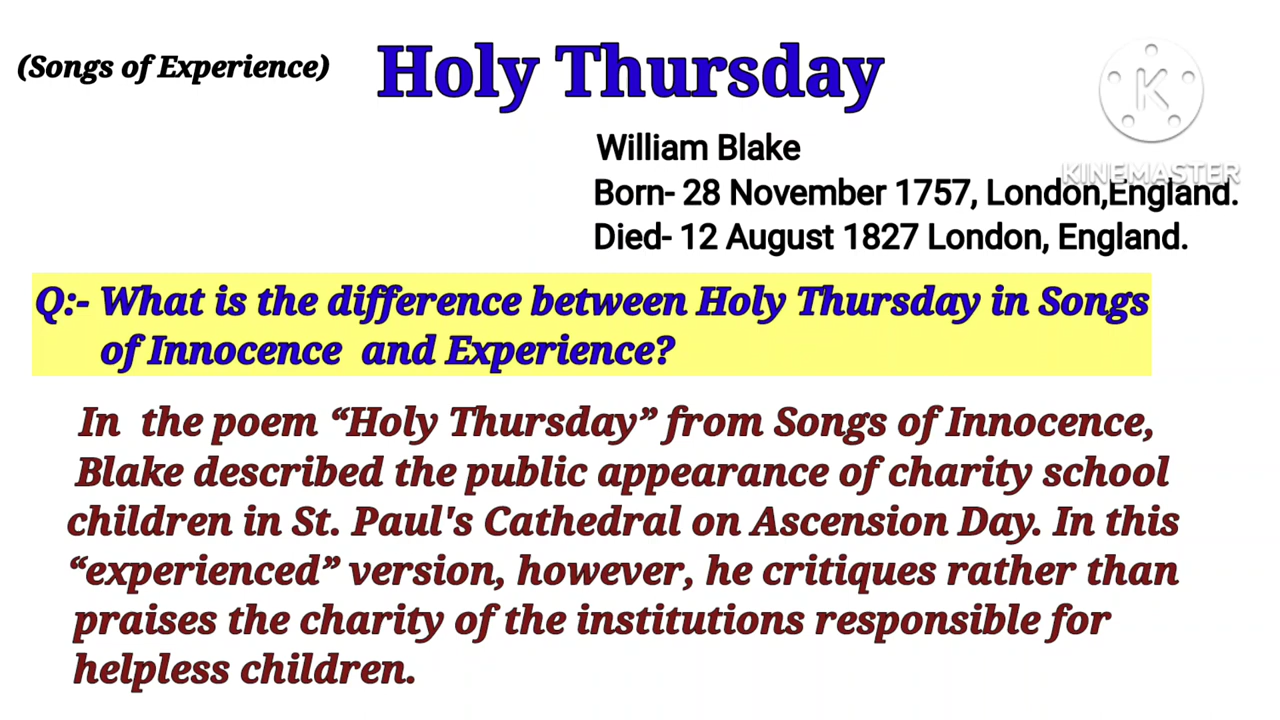 (Songs of Experience)
Holy Thursday
K
KINEMASTER
William Blake
Born- 28 November 1757, London,England.
Died- 12 August 1827 London, England.
Q:- What is the difference between Holy Thursday in Songs
of Innocence and Experience?
In the poem “Holy Thursday” from Songs of Innocence,
Blake described the public appearance of charity school
children in St. Paul's Cathedral on Ascension Day. In this
“experienced” version, however, he critiques rather than
praises the charity of the institutions responsible for
helpless children.